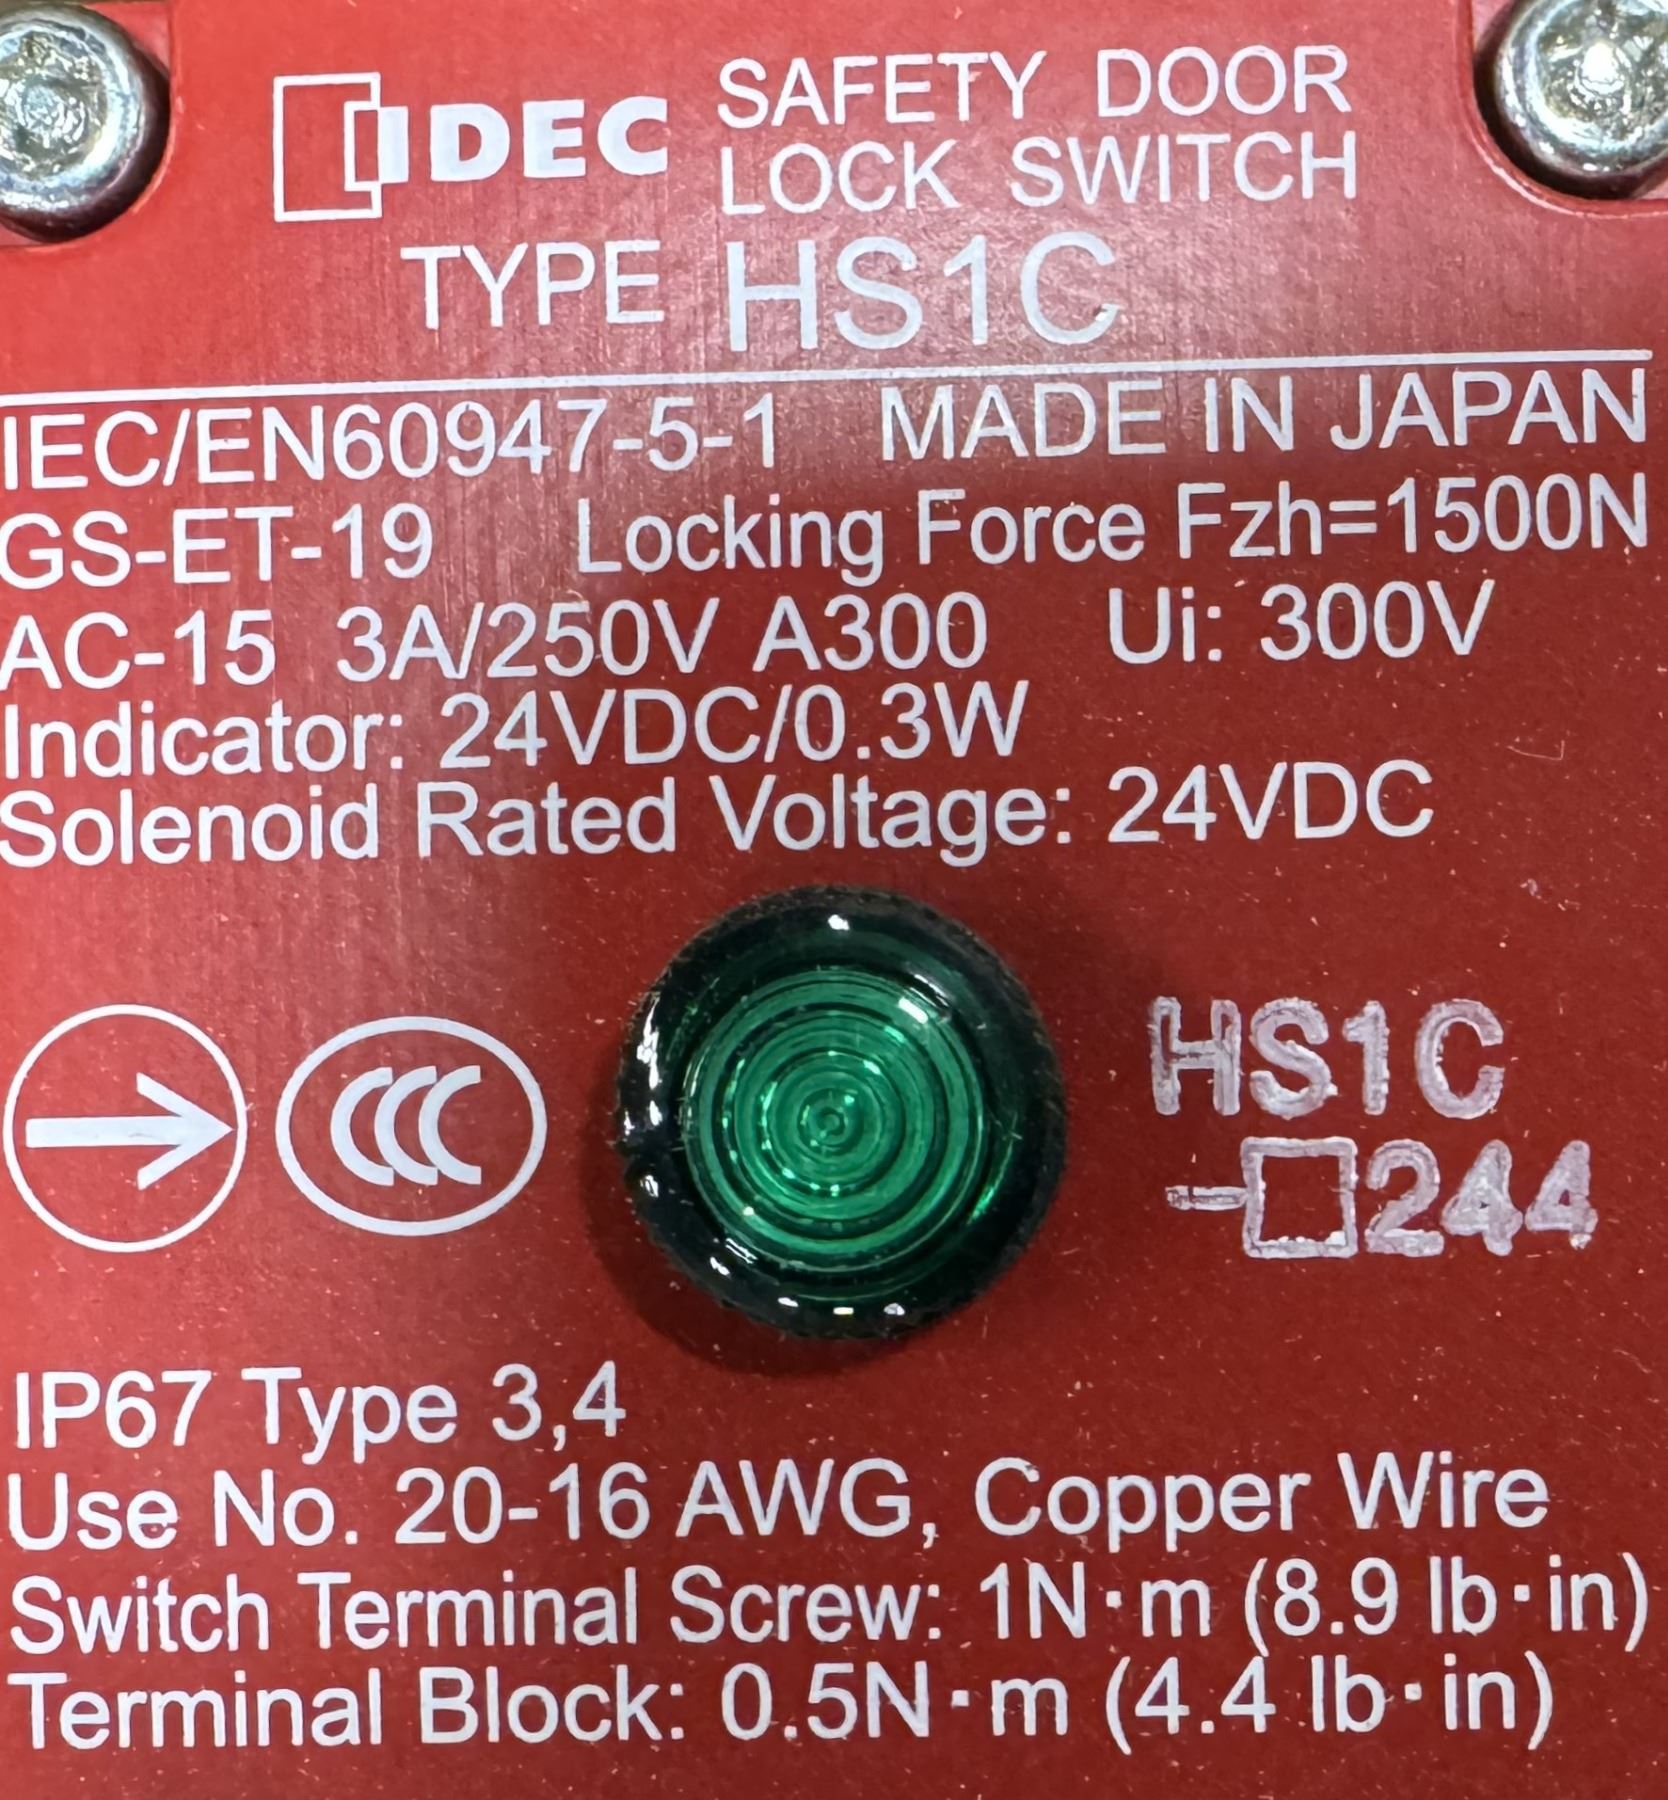 IDEC SAFETY DOOR
LOCK SWITCH
TYPE HS1C
IEC/EN60947-5-1 MADE IN JAPAN
GS-ET-19 Locking Force Fzh=1500N
AC-15 3A/250V A300 Ui: 300V
Indicator: 24VDC/0.3W
Solenoid Rated Voltage: 24VDC
CCC
HS1C
-□244
IP67 Type 3,4
Use No. 20-16 AWG, Copper Wire
Switch Terminal Screw: 1N·m (8.9 lb·in)
Terminal Block: 0.5N·m (4.4 lb·in)